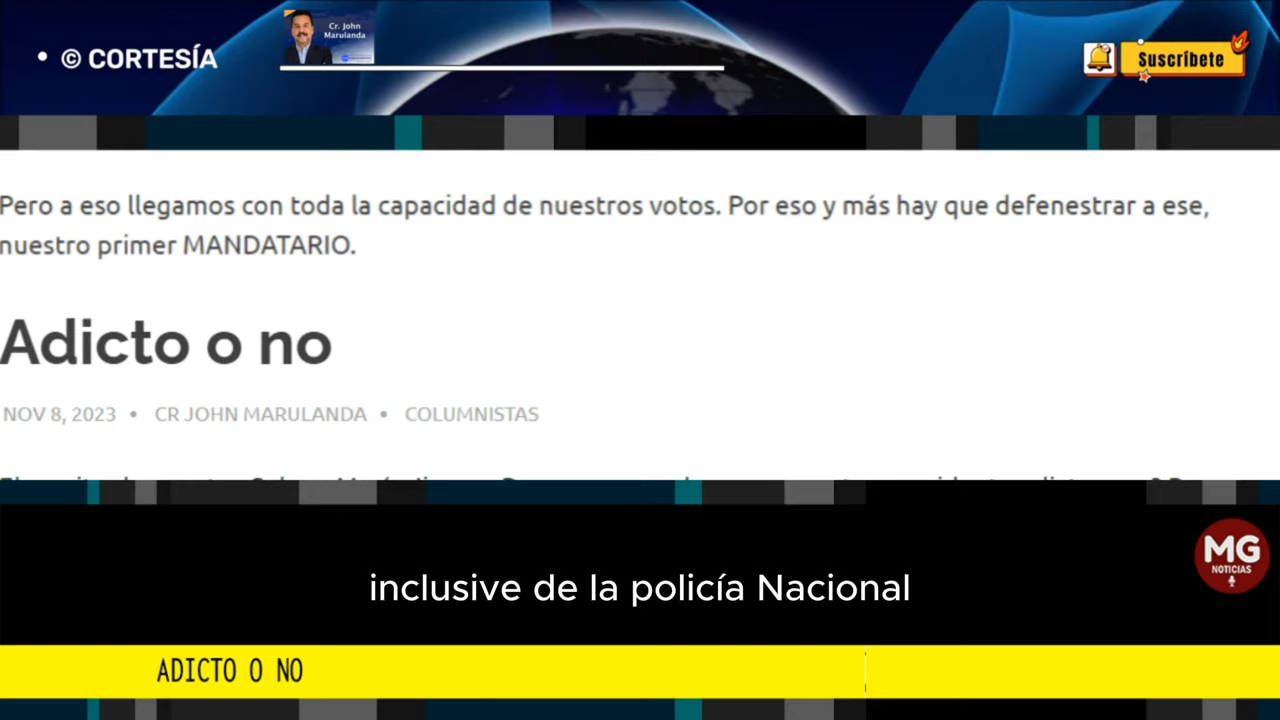 • © CORTESÍA
Cr. John
Marulanda
Suscríbete
Pero a eso llegamos con toda la capacidad de nuestros votos. Por eso y más hay que defenestrar a ese,
nuestro primer MANDATARIO.
Adicto o no
NOV 8, 2023 • CR JOHN MARULANDA • COLUMNISTAS
inclusive de la policía Nacional
MG
NOTICIAS
ADICTO O NO